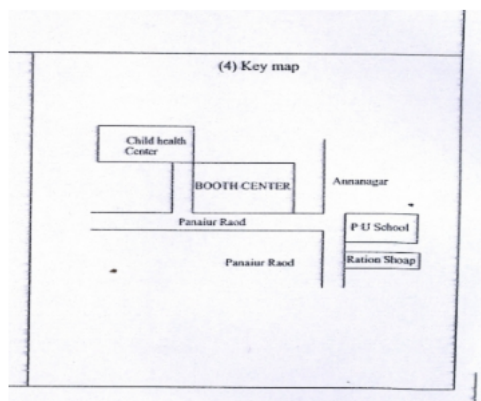 (4) Key map
Child health
Center
BOOTH CENTER
Annanagar
Panaiur Raod
P U School
Panaiur Raod
Ration Shoap